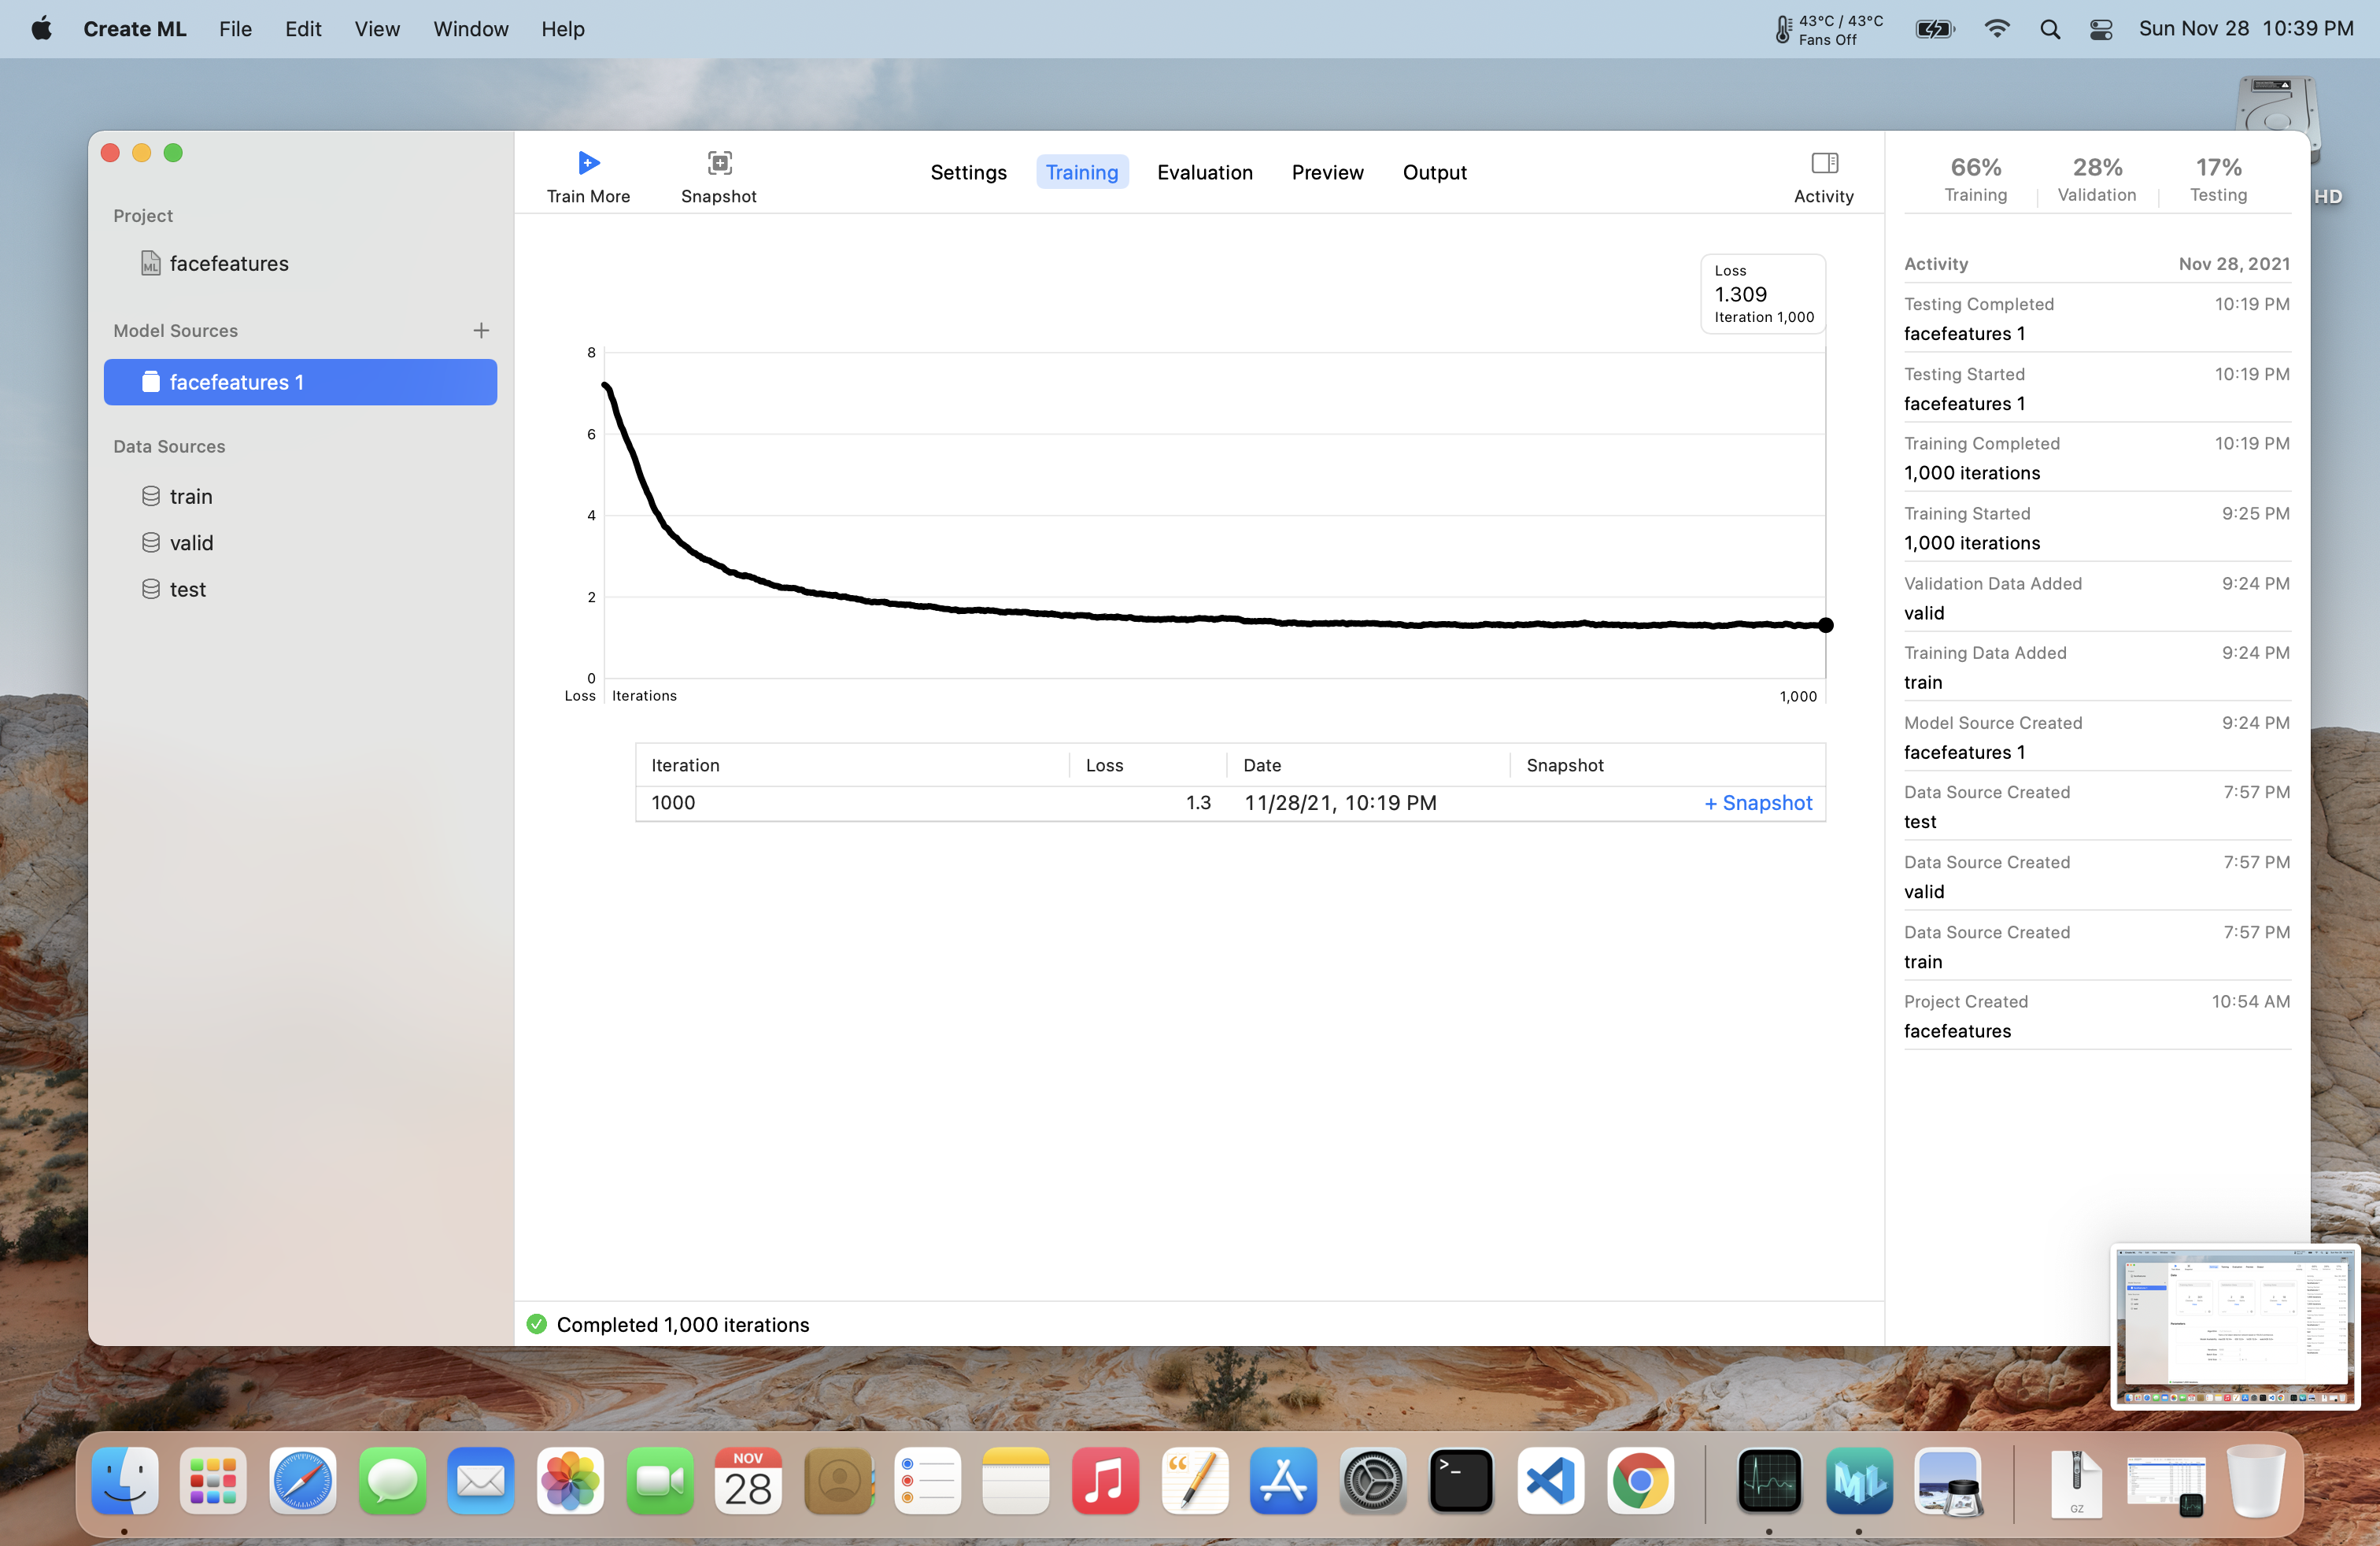 Create ML File Edit View Window Help
43°C / 43°C
Fans Off
Sun Nov 28 10:39 PM
HD
Project
facefeatures
Model Sources
facefeatures 1
Data Sources
train
valid
test
Train More
Snapshot
Settings Training Evaluation Preview Output
Activity
Loss
1.309
Iteration 1,000
8
6
4
2
0
Loss Iterations 1,000
Iteration Loss Date Snapshot
1000 1.3 11/28/21, 10:19 PM + Snapshot
Completed 1,000 iterations
66% 28% 17%
Training Validation Testing
Activity Nov 28, 2021
Testing Completed 10:19 PM
facefeatures 1
Testing Started 10:19 PM
facefeatures 1
Training Completed 10:19 PM
1,000 iterations
Training Started 9:25 PM
1,000 iterations
Validation Data Added 9:24 PM
valid
Training Data Added 9:24 PM
train
Model Source Created 9:24 PM
facefeatures 1
Data Source Created 7:57 PM
test
Data Source Created 7:57 PM
valid
Data Source Created 7:57 PM
train
Project Created 10:54 AM
facefeatures
NOV
28
>_
ML
GZ